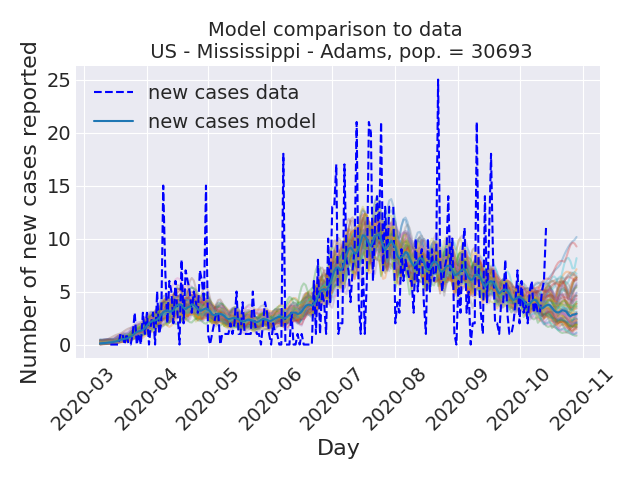 Model comparison to data
US - Mississippi - Adams, pop. = 30693
Number of new cases reported
25
20
15
10
5
0
new cases data
new cases model
2020-03
2020-04
2020-05
2020-06
2020-07
2020-08
2020-09
2020-10
2020-11
Day